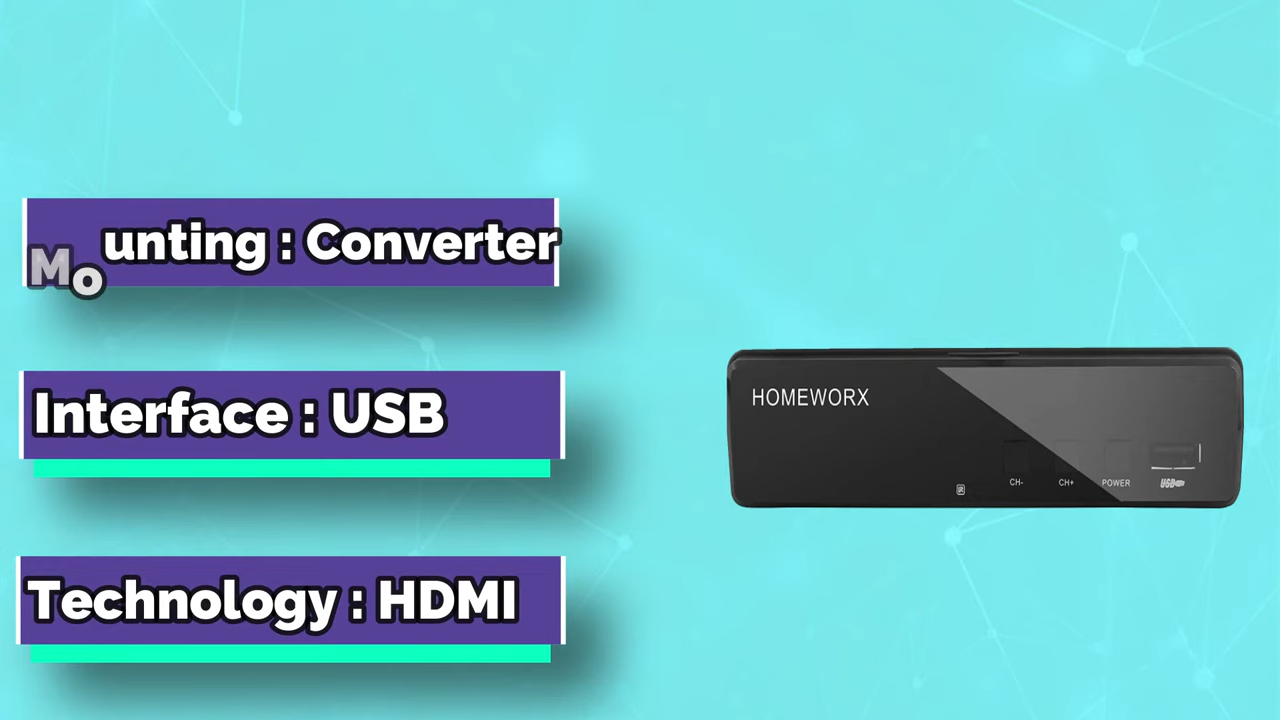 Mounting : Converter
Interface : USB
Technology : HDMI
HOMEWORX
CH- CH+ POWER USB